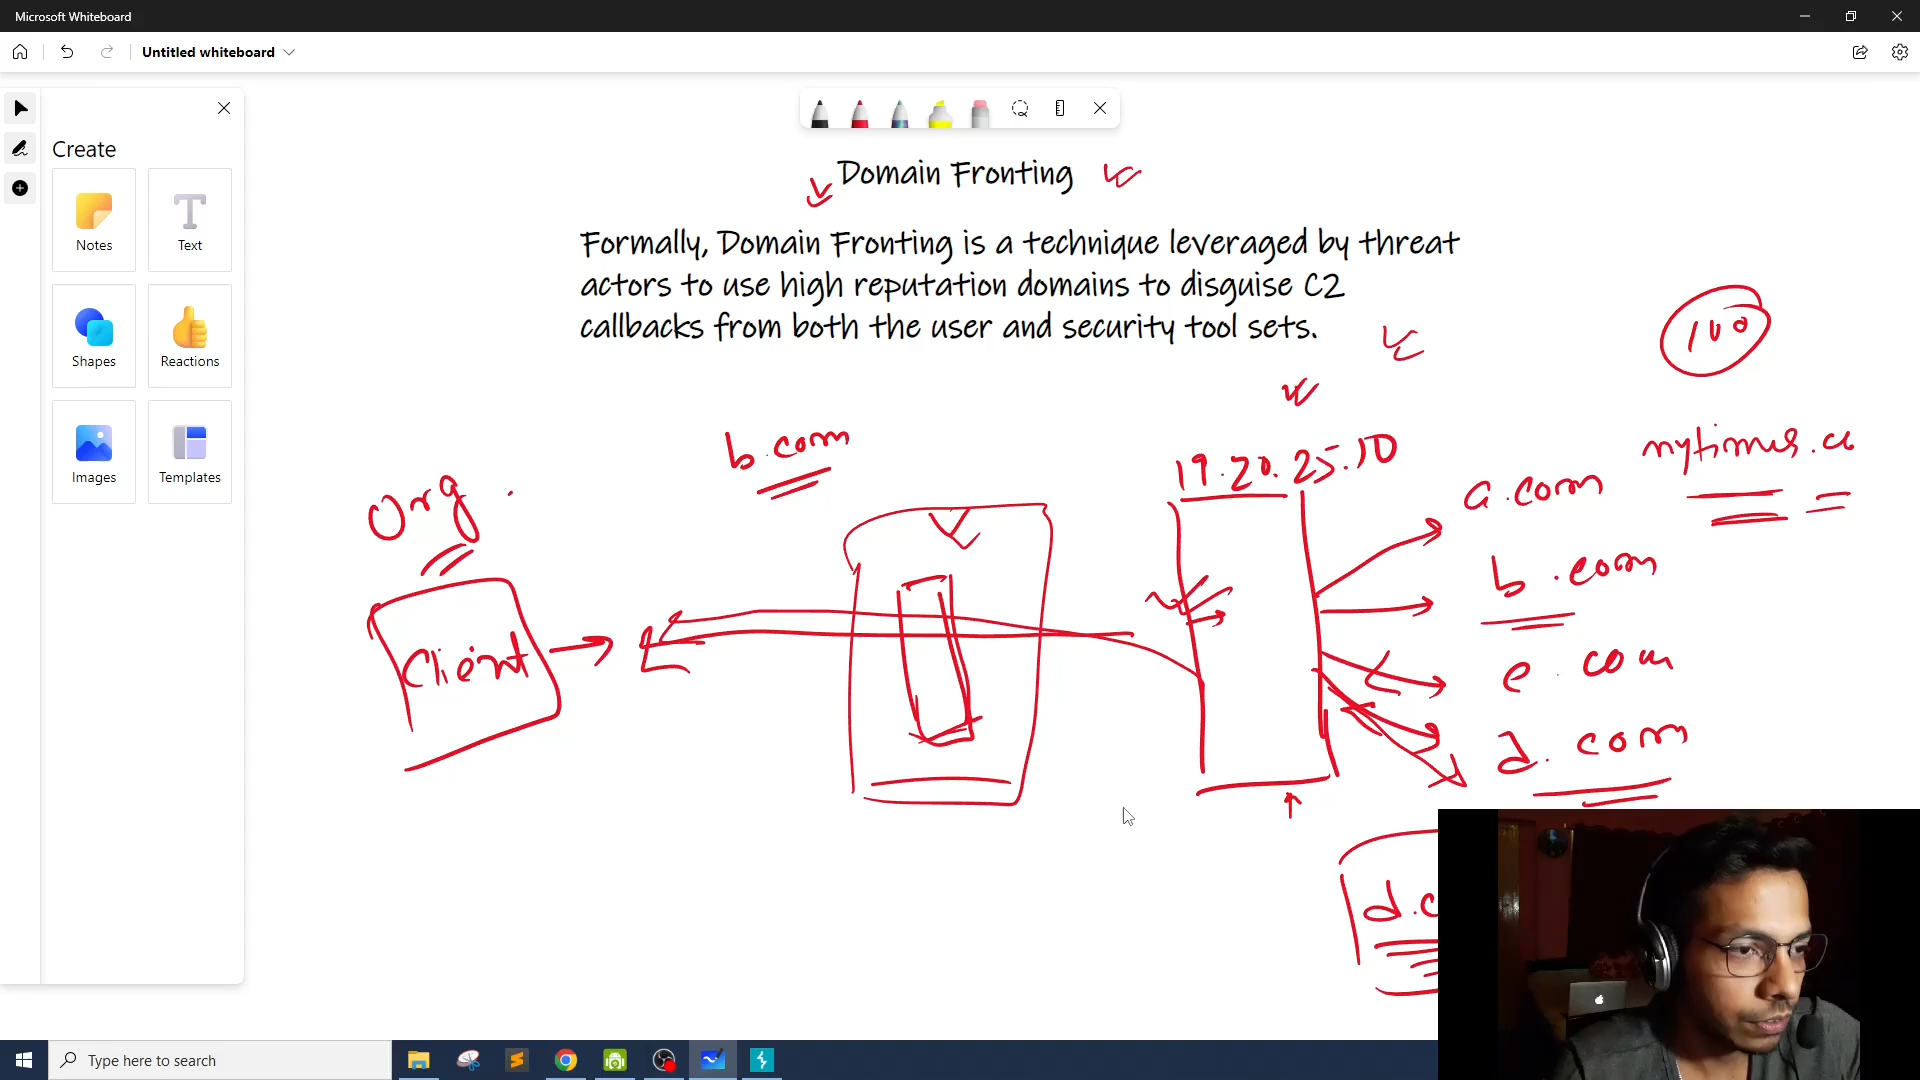 Microsoft Whiteboard
Untitled whiteboard
Create
Notes
Text
Shapes
Reactions
Images
Templates
Domain Fronting
Formally, Domain Fronting is a technique leveraged by threat
actors to use high reputation domains to disguise C2
callbacks from both the user and security tool sets.
100
b.com
19.20.25.10
nytimes.co
a.com
Org.
b.com
Client
e.com
d.com
d.c
Type here to search